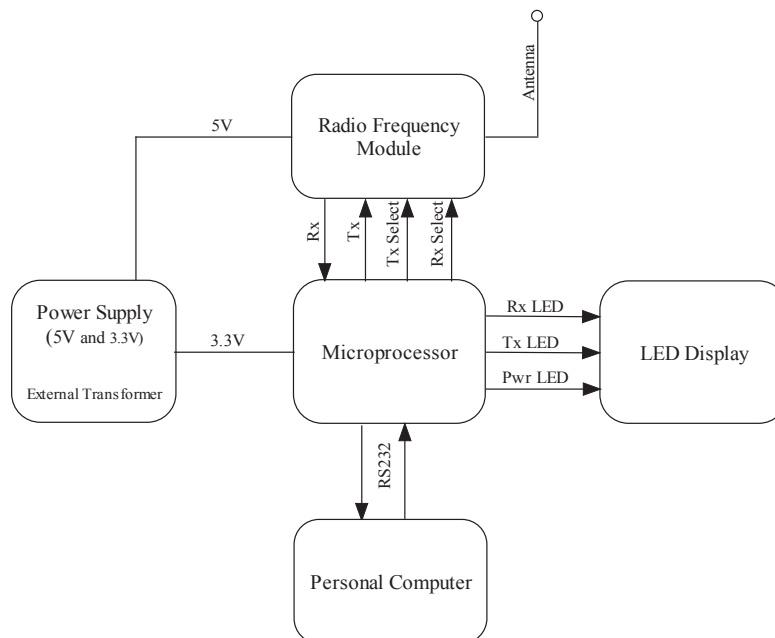 Antenna
5V
Radio Frequency
Module
Rx
Tx
Tx Select
Rx Select
Power Supply
(5V and 3.3V)
External Transformer
3.3V
Microprocessor
Rx LED
Tx LED
Pwr LED
LED Display
RS232
Personal Computer